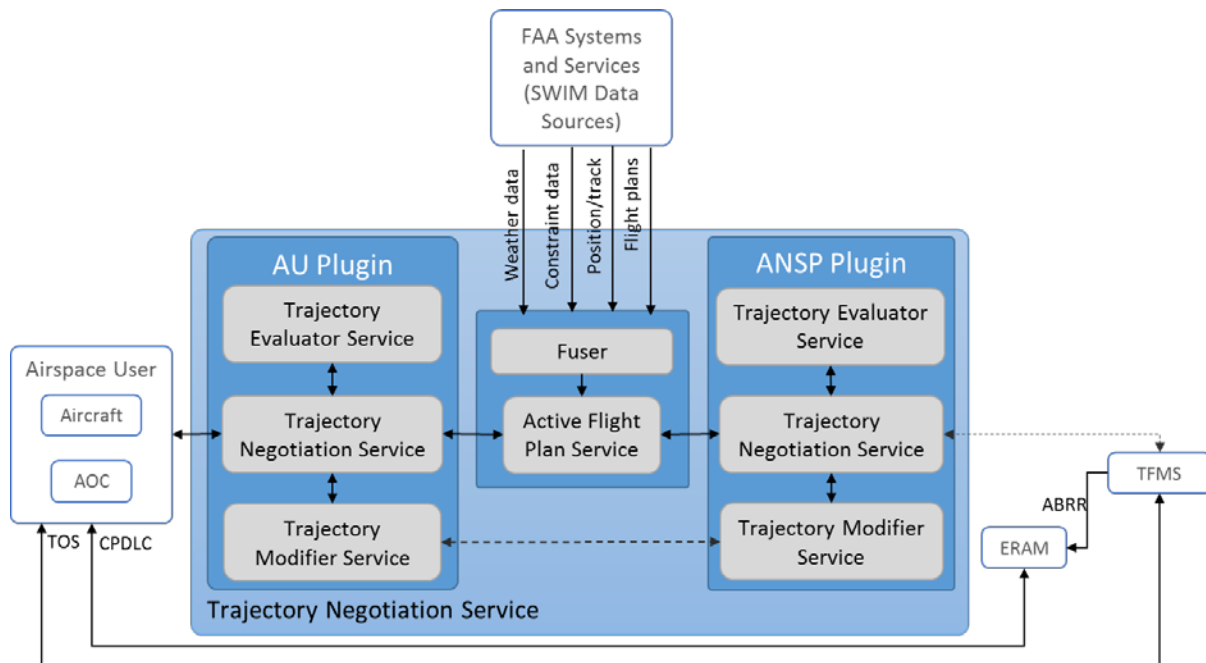 FAA Systems
and Services
(SWIM Data
Sources)
Weather data
Constraint data
Position/track
Flight plans
AU Plugin
Trajectory
Evaluator Service
Trajectory
Negotiation Service
Trajectory
Modifier Service
Fuser
Active Flight
Plan Service
ANSP Plugin
Trajectory Evaluator
Service
Trajectory
Negotiation Service
Trajectory Modifier
Service
Airspace User
Aircraft
AOC
TOS
CPDLC
TFMS
ABRR
ERAM
Trajectory Negotiation Service